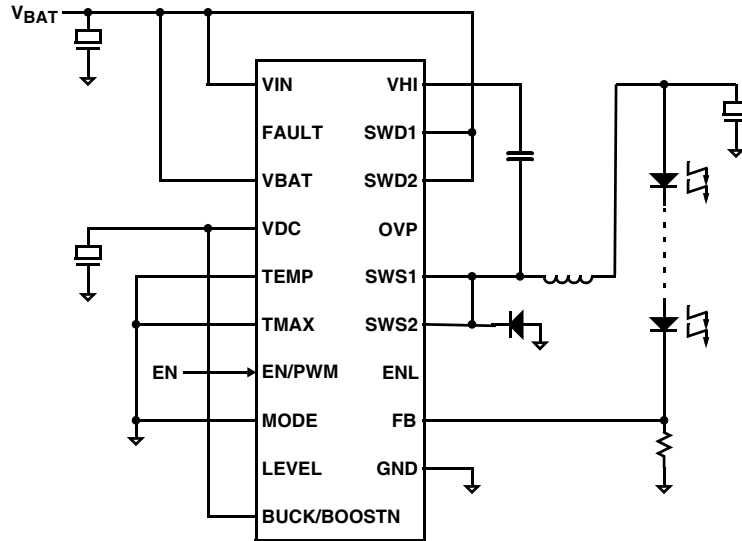 VBAT
VIN VHI
FAULT SWD1
VBAT SWD2
VDC OVP
TEMP SWS1
TMAX SWS2
EN EN/PWM ENL
MODE FB
LEVEL GND
BUCK/BOOSTN